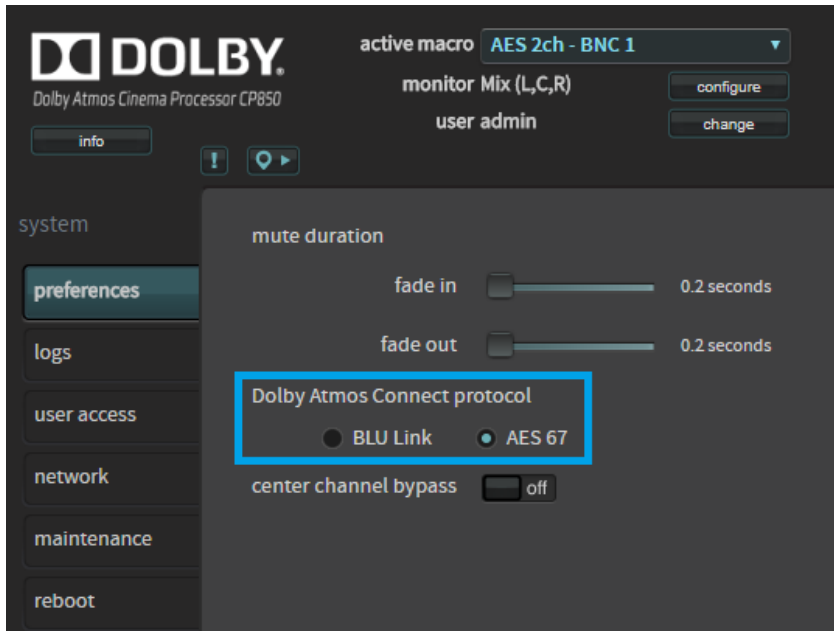 DOLBY.
active macro AES 2ch - BNC 1
Dolby Atmos Cinema Processor CP850
monitor Mix (L,C,R) configure
user admin change
info
!
system
preferences
logs
user access
network
maintenance
reboot
mute duration
fade in 0.2 seconds
fade out 0.2 seconds
Dolby Atmos Connect protocol
BLU Link AES 67
center channel bypass off